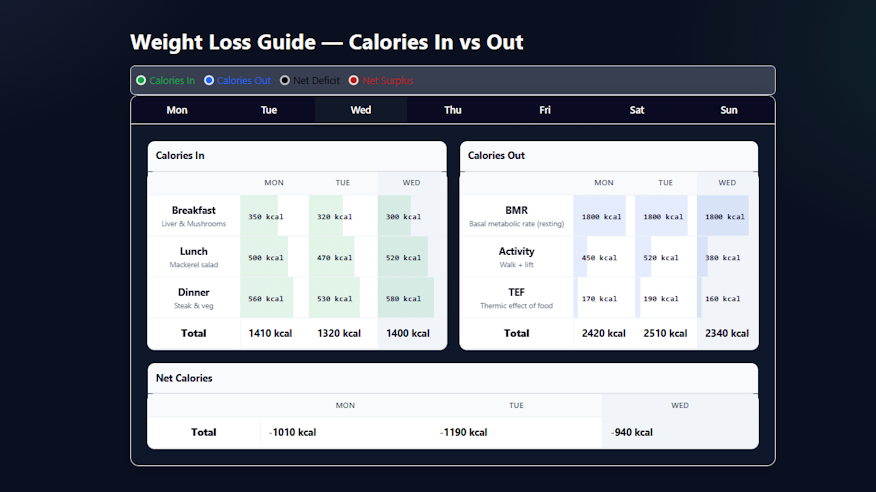 Weight Loss Guide — Calories In vs Out
Calories In Calories Out Net Deficit Net Surplus
Mon Tue Wed Thu Fri Sat Sun
Calories In
MON TUE WED
Breakfast 350 kcal 320 kcal 300 kcal
Liver & Mushrooms
Lunch 500 kcal 470 kcal 520 kcal
Mackerel salad
Dinner 560 kcal 530 kcal 580 kcal
Steak & veg
Total 1410 kcal 1320 kcal 1400 kcal
Calories Out
MON TUE WED
BMR 1800 kcal 1800 kcal 1800 kcal
Basal metabolic rate (resting)
Activity 450 kcal 520 kcal 380 kcal
Walk + lift
TEF 170 kcal 190 kcal 160 kcal
Thermic effect of food
Total 2420 kcal 2510 kcal 2340 kcal
Net Calories
MON TUE WED
Total -1010 kcal -1190 kcal -940 kcal